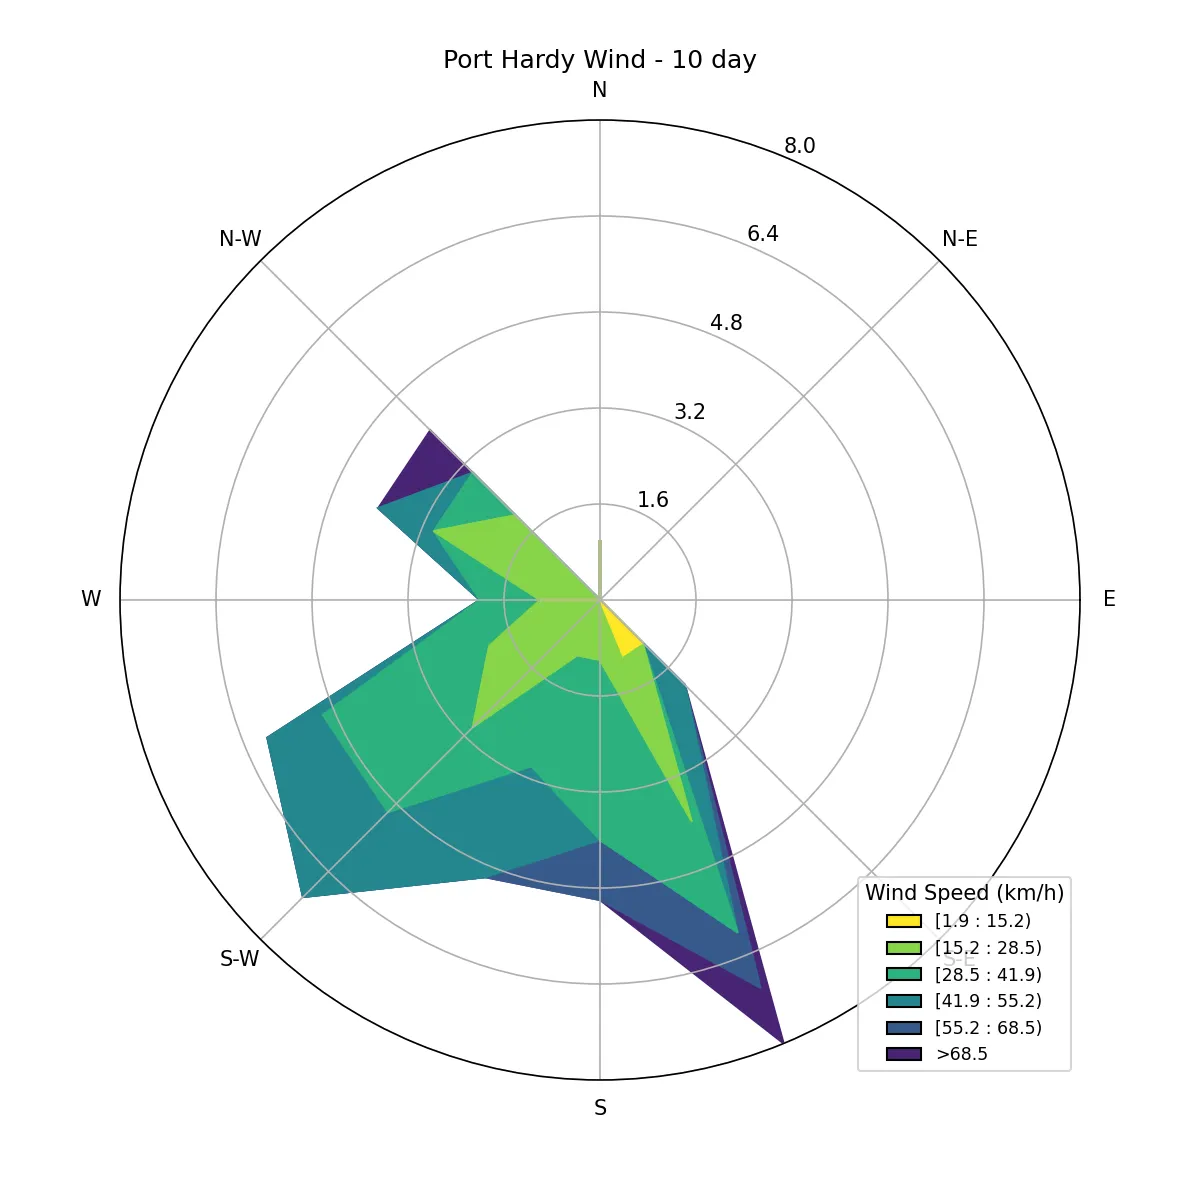 Port Hardy Wind - 10 day
N
8.0
6.4
N-W
N-E
4.8
3.2
1.6
W
E
S-W
S-E
S
Wind Speed (km/h)
[1.9 : 15.2)
[15.2 : 28.5)
[28.5 : 41.9)
[41.9 : 55.2)
[55.2 : 68.5)
>68.5